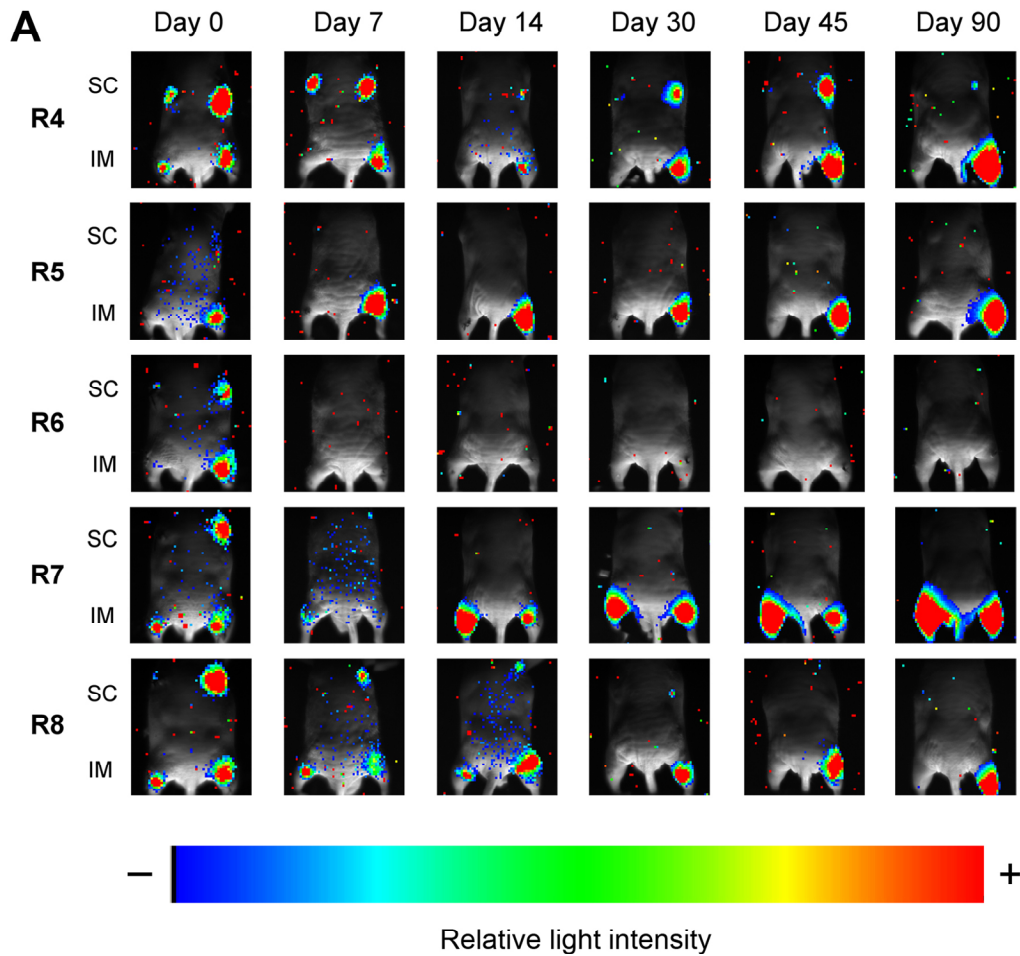 A
Day 0 Day 7 Day 14 Day 30 Day 45 Day 90
SC
R4
IM
SC
R5
IM
SC
R6
IM
SC
R7
IM
SC
R8
IM
− +
Relative light intensity